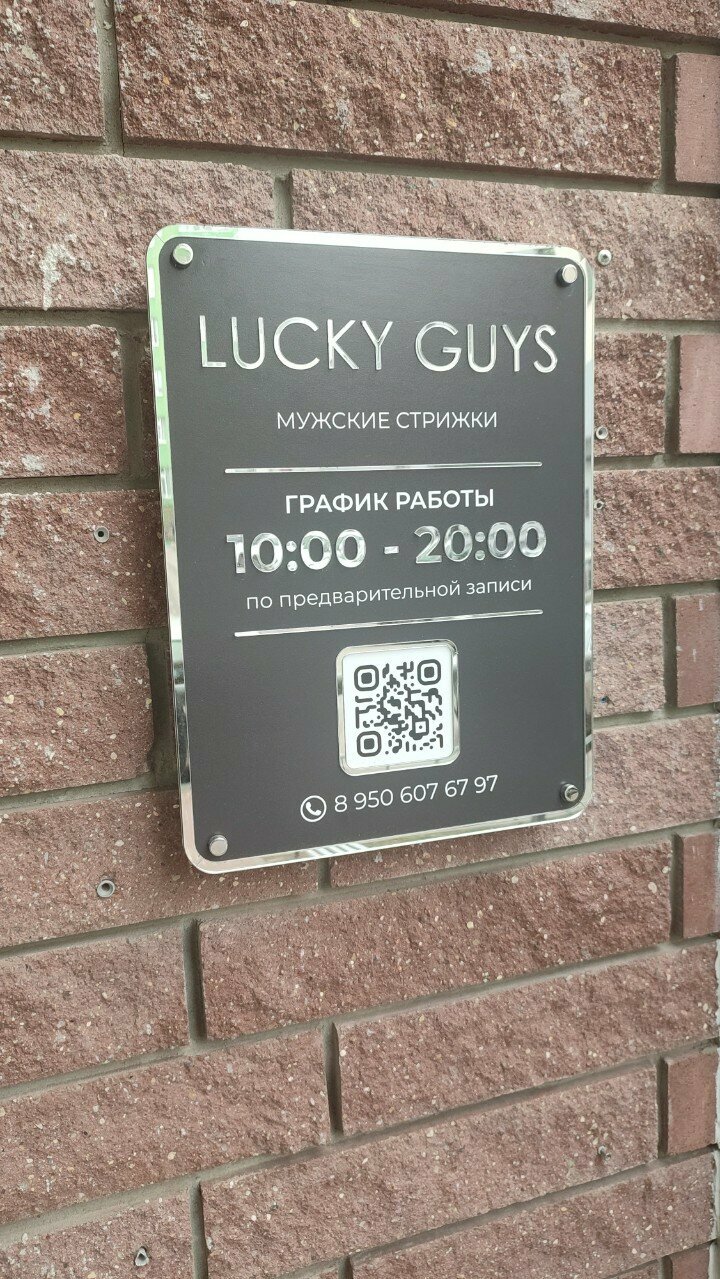 LUCKY GUYS
МУЖСКИЕ СТРИЖКИ
ГРАФИК РАБОТЫ
10:00 - 20:00
по предварительной записи
8 950 607 67 97